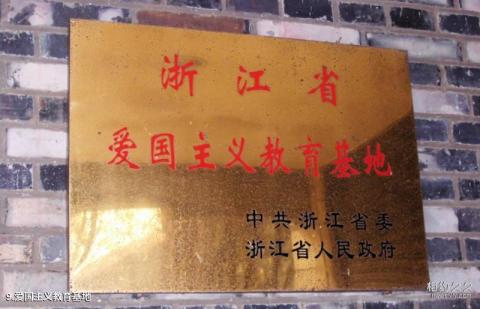 浙江省
爱国主义教育基地
中共浙江省委
浙江省人民政府
9.爱国主义教育基地